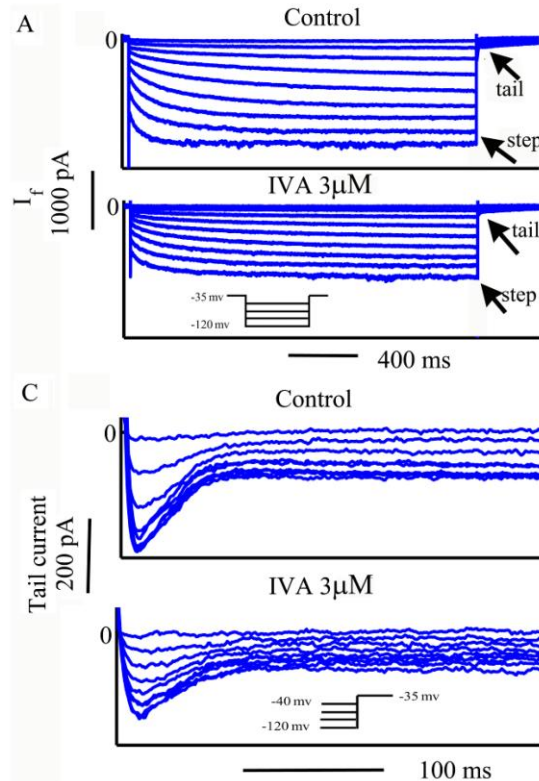 A
Control
0
tail
step
I_f
1000 pA
IVA 3µM
0
tail
step
-35 mv
-120 mv
400 ms
C
Control
0
Tail current
200 pA
IVA 3µM
0
-40 mv
-35 mv
-120 mv
100 ms